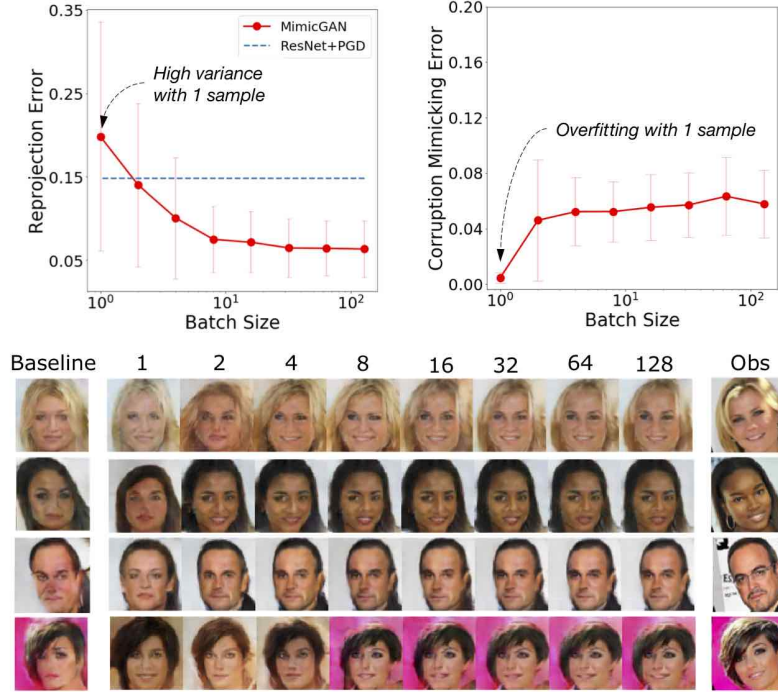 0.35
0.25
0.15
0.05
Reprojection Error
MimicGAN
ResNet+PGD
High variance
with 1 sample
10⁰
10¹
10²
Batch Size
0.20
0.16
0.12
0.08
0.04
0.00
Corruption Mimicking Error
Overfitting with 1 sample
10⁰
10¹
10²
Batch Size
Baseline 1 2 4 8 16 32 64 128 Obs